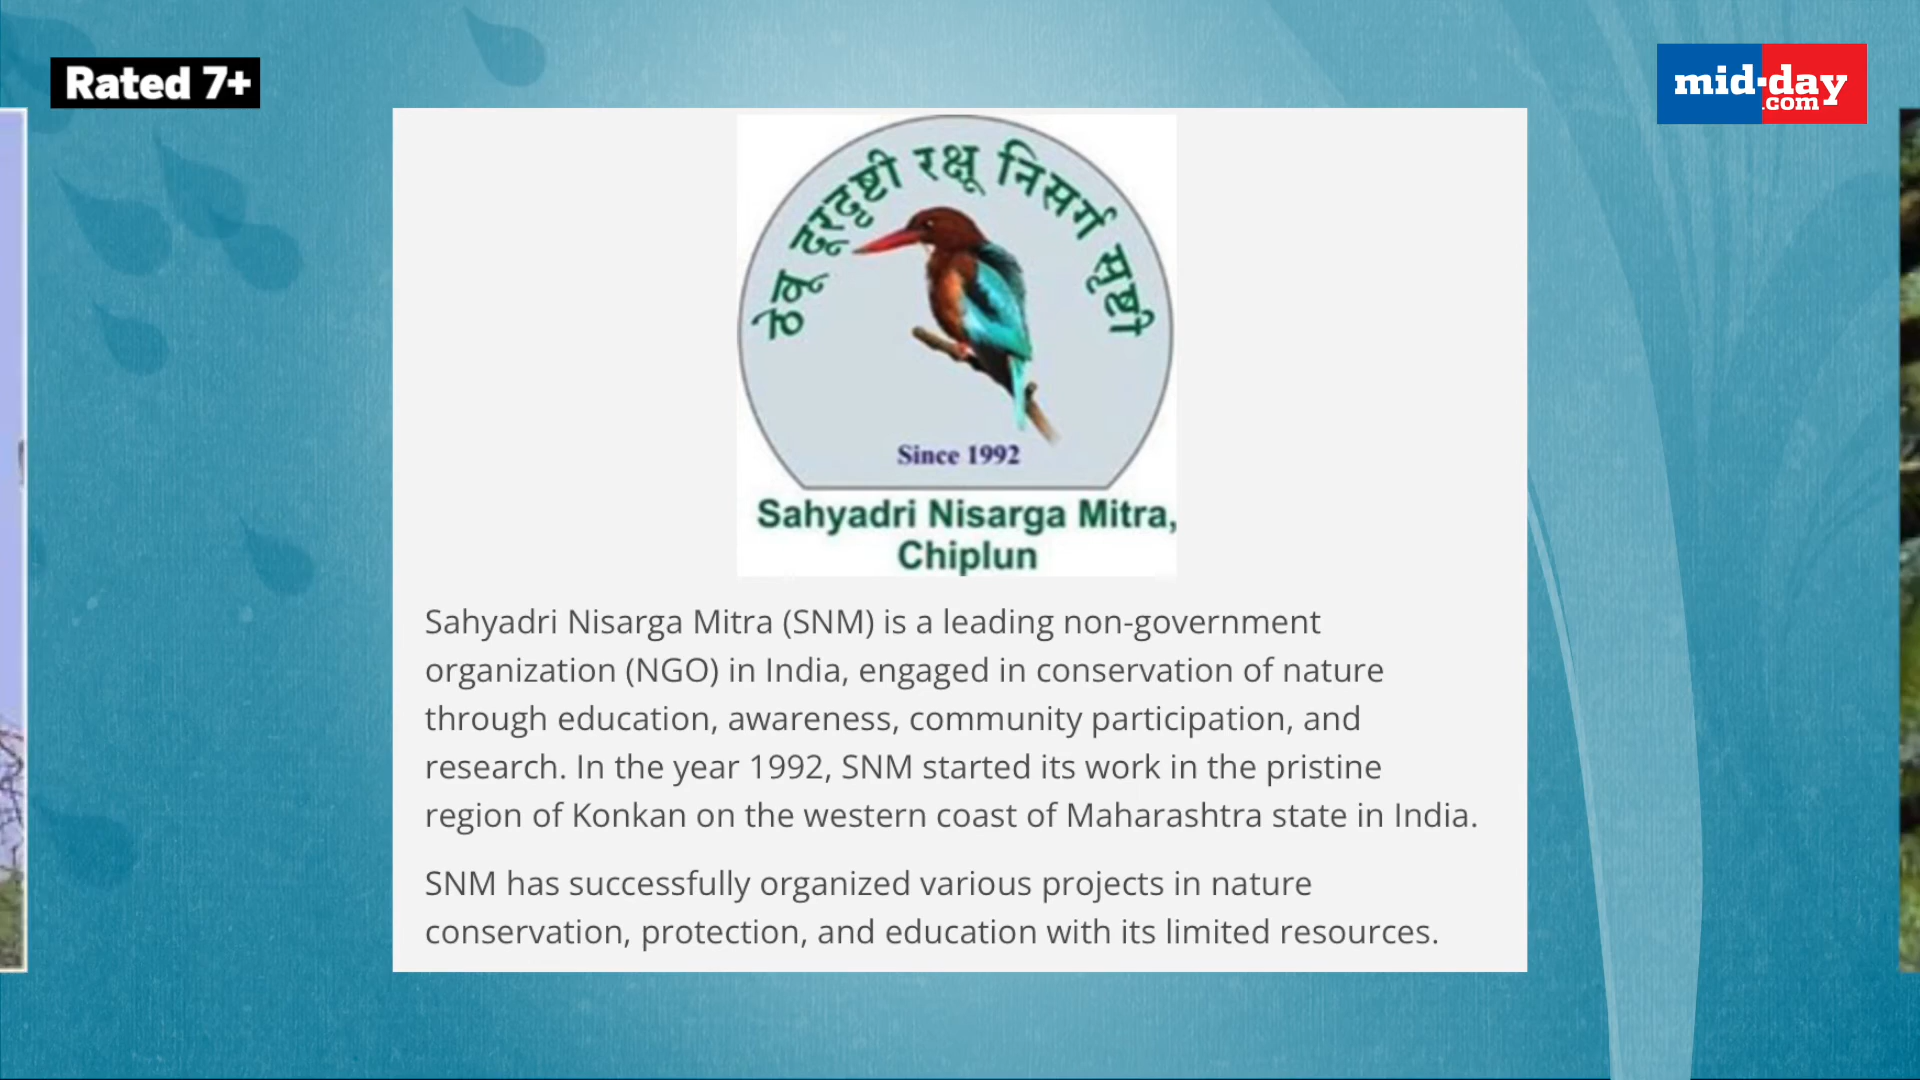 Rated 7+
mid-day
.com
ठेवू दूरदृष्टी रक्षू निसर्ग सृष्टी
Since 1992
Sahyadri Nisarga Mitra,
Chiplun
Sahyadri Nisarga Mitra (SNM) is a leading non-government
organization (NGO) in India, engaged in conservation of nature
through education, awareness, community participation, and
research. In the year 1992, SNM started its work in the pristine
region of Konkan on the western coast of Maharashtra state in India.
SNM has successfully organized various projects in nature
conservation, protection, and education with its limited resources.